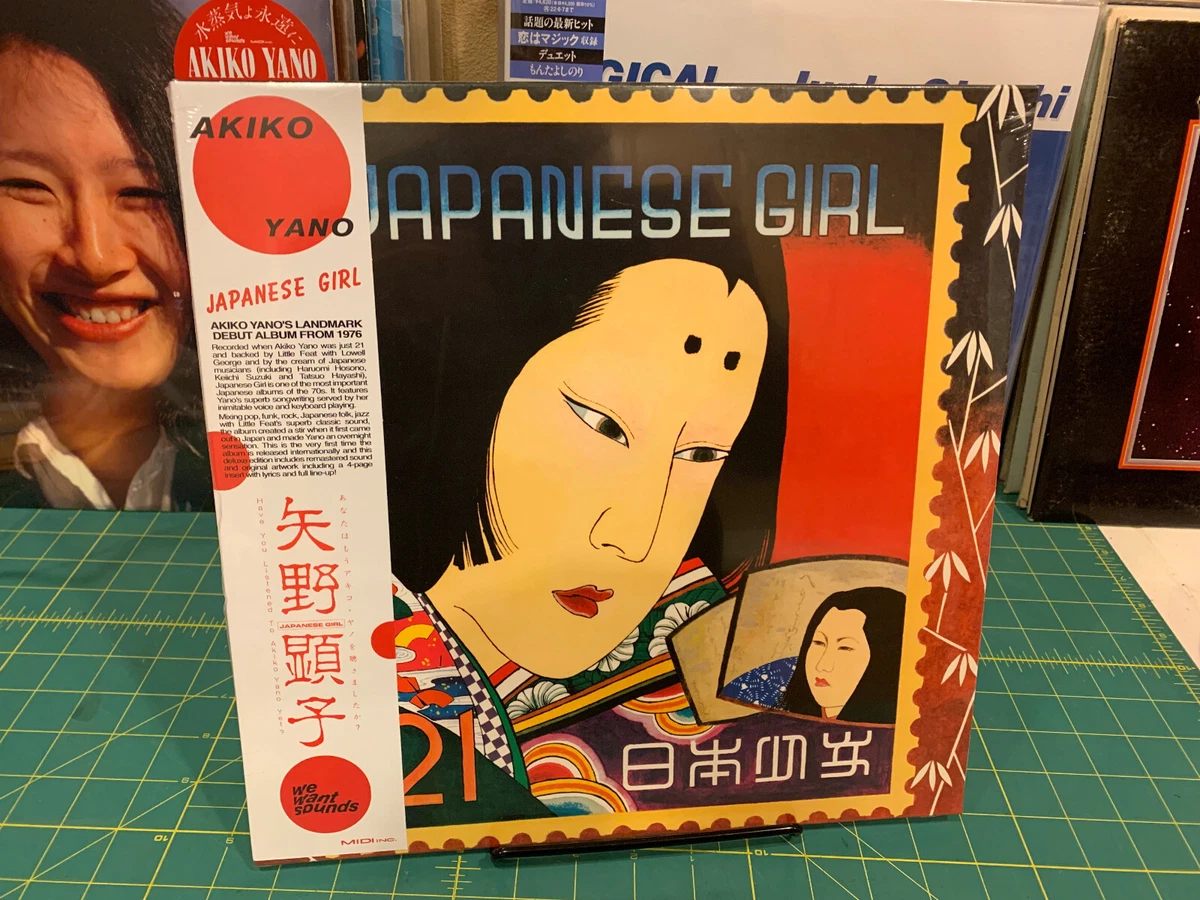 水蒸気よ永遠に
we want sounds
AKIKO YANO
話題の最新ヒット
恋はマジック収録
デュエット
もんたよしのり
GICAL
AKIKO
YANO
JAPANESE GIRL
AKIKO YANO'S LANDMARK
DEBUT ALBUM FROM 1976
Recorded when Akiko Yano was just 21
and backed by Little Feat with Lowell
George and by the cream of Japanese
musicians (including Haruomi Hosono,
Keiichi Suzuki and Tatsuo Hayashi),
Japanese Girl is one of the most important
Japanese albums of the 70s. It features
Yano's superb songwriting served by her
inimitable voice and keyboard playing.
Mixing pop, funk, rock, Japanese folk, jazz
with Little Feat's superb classic sound,
the album created a stir when it first came
out in Japan and made Yano an overnight
sensation. This is the very first time the
album is released internationally and this
deluxe edition includes remastered sound
and original artwork including a 4-page
insert with lyrics and full line-up!
あなたはもうアキコ・ヤノを聴きましたか?
矢野顕子
JAPANESE GIRL
Have You Listened To Akiko Yano Yet?
we
want
sounds
MIDI INC.
JAPANESE GIRL
21
日本少女